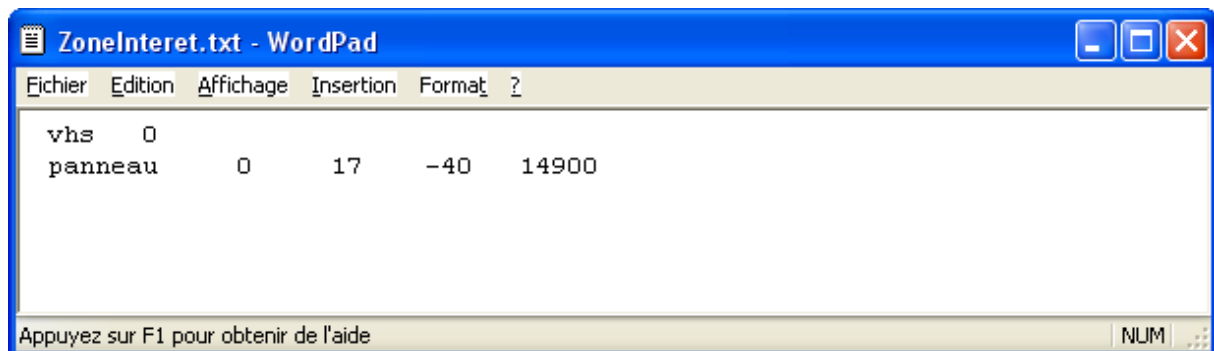 ZoneInteret.txt - WordPad
Fichier Edition Affichage Insertion Format ?
vhs 0
panneau 0 17 -40 14900
Appuyez sur F1 pour obtenir de l'aide NUM